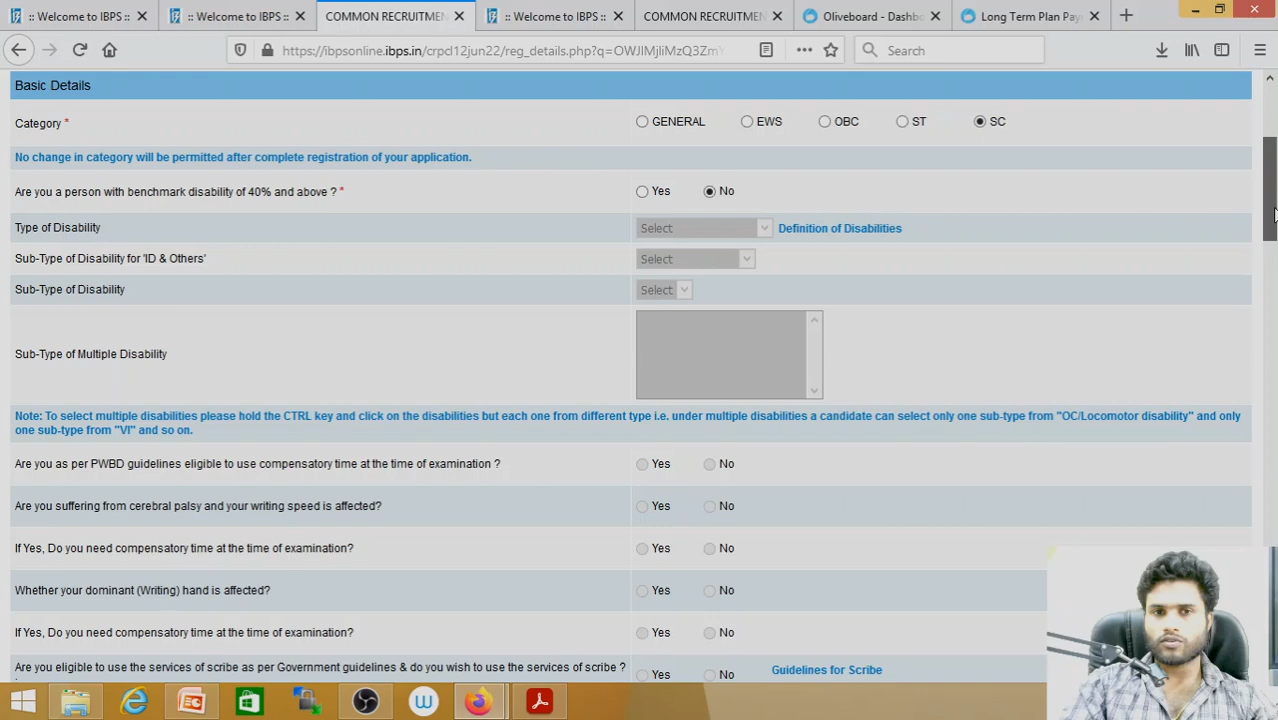 :: Welcome to IBPS ::
:: Welcome to IBPS ::
COMMON RECRUITMEN
:: Welcome to IBPS ::
COMMON RECRUITMEN
Oliveboard - Dashbo
Long Term Plan Pay
https://ibpsonline.ibps.in/crpcl12jun22/reg_details.php?q=OWJIMjliMzQ3Zm
Search
Basic Details
Category * GENERAL EWS OBC ST SC
No change in category will be permitted after complete registration of your application.
Are you a person with benchmark disability of 40% and above ? * Yes No
Type of Disability Select Definition of Disabilities
Sub-Type of Disability for 'ID & Others' Select
Sub-Type of Disability Select
Sub-Type of Multiple Disability
Note: To select multiple disabilities please hold the CTRL key and click on the disabilities but each one from different type i.e. under multiple disabilities a candidate can select only one sub-type from "OC/Locomotor disability" and only
one sub-type from "VI" and so on.
Are you as per PWBD guidelines eligible to use compensatory time at the time of examination ? Yes No
Are you suffering from cerebral palsy and your writing speed is affected? Yes No
If Yes, Do you need compensatory time at the time of examination? Yes No
Whether your dominant (Writing) hand is affected? Yes No
If Yes, Do you need compensatory time at the time of examination? Yes No
Are you eligible to use the services of scribe as per Government guidelines & do you wish to use the services of scribe ? Yes No Guidelines for Scribe